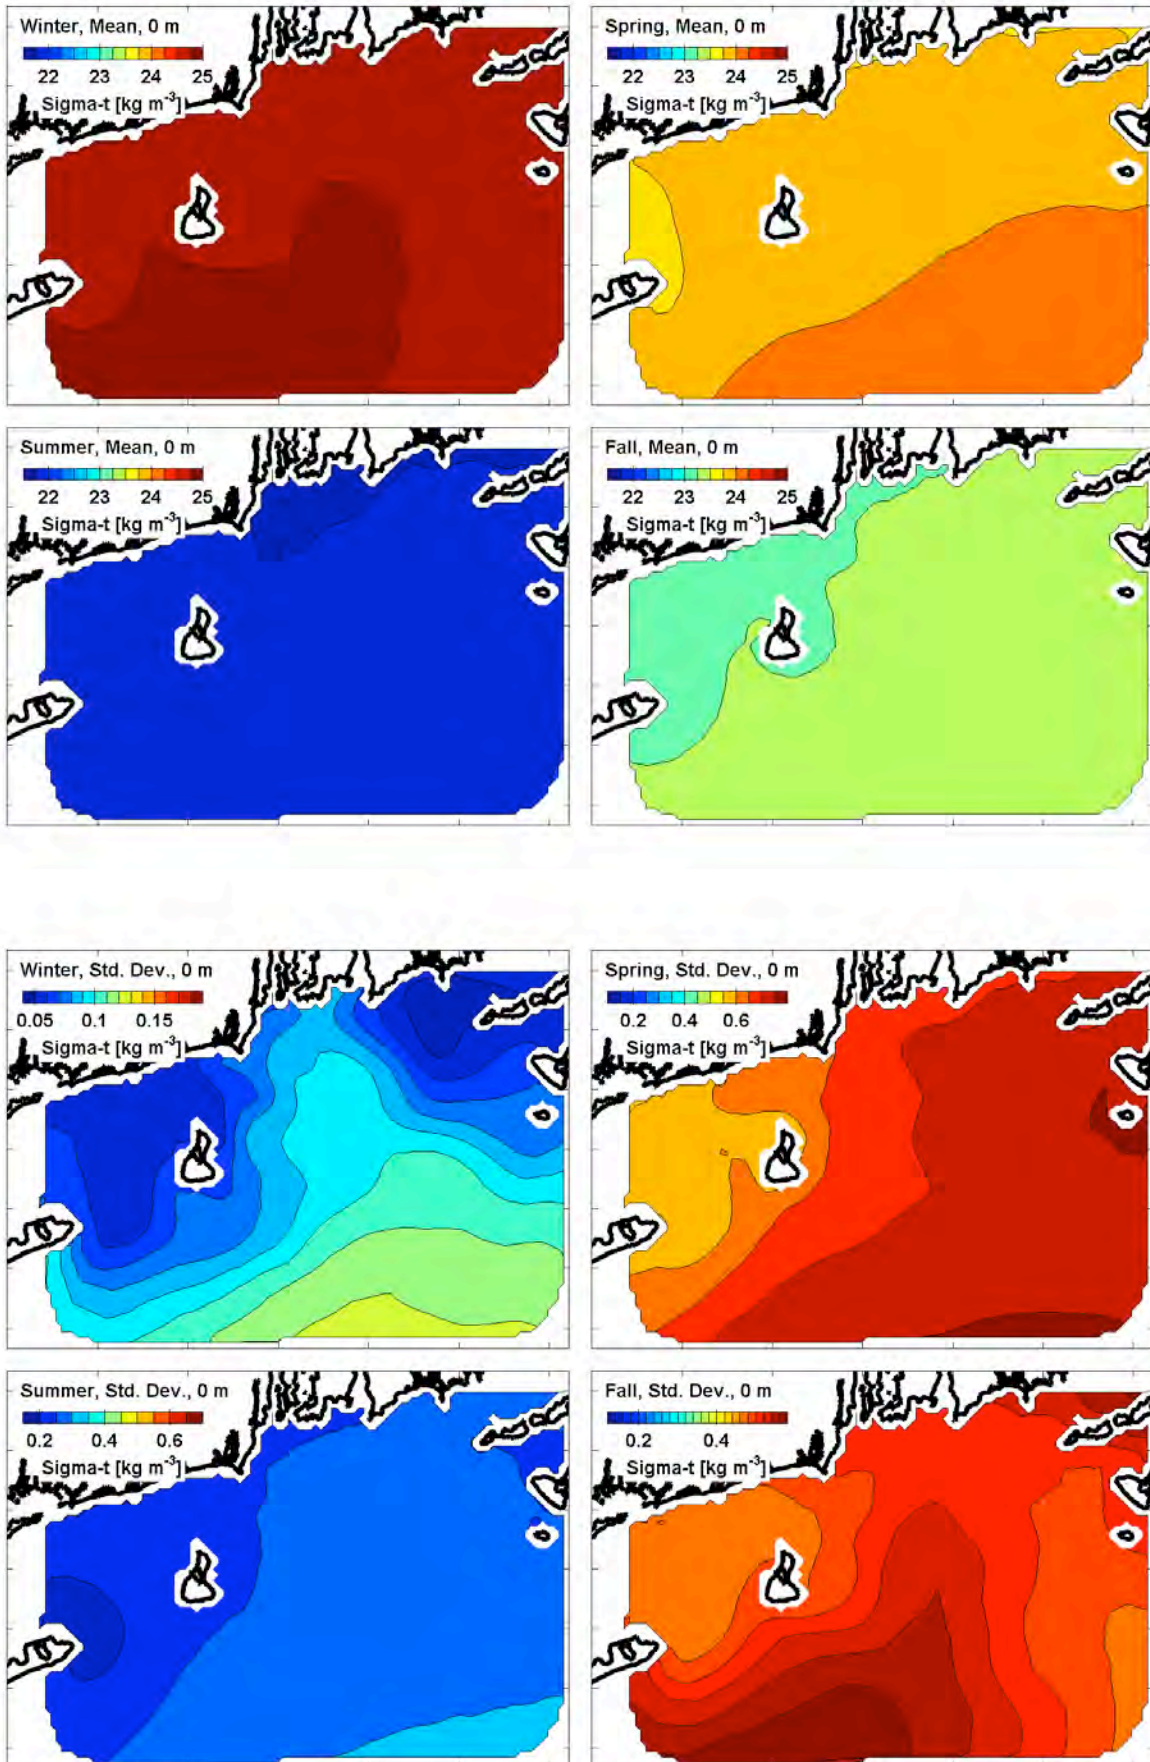 Winter, Mean, 0 m
22 23 24 25
Sigma-t [kg m⁻³]
Spring, Mean, 0 m
22 23 24 25
Sigma-t [kg m⁻³]
Summer, Mean, 0 m
22 23 24 25
Sigma-t [kg m⁻³]
Fall, Mean, 0 m
22 23 24 25
Sigma-t [kg m⁻³]
Winter, Std. Dev., 0 m
0.05 0.1 0.15
Sigma-t [kg m⁻³]
Spring, Std. Dev., 0 m
0.2 0.4 0.6
Sigma-t [kg m⁻³]
Summer, Std. Dev., 0 m
0.2 0.4 0.6
Sigma-t [kg m⁻³]
Fall, Std. Dev., 0 m
0.2 0.4
Sigma-t [kg m⁻³]